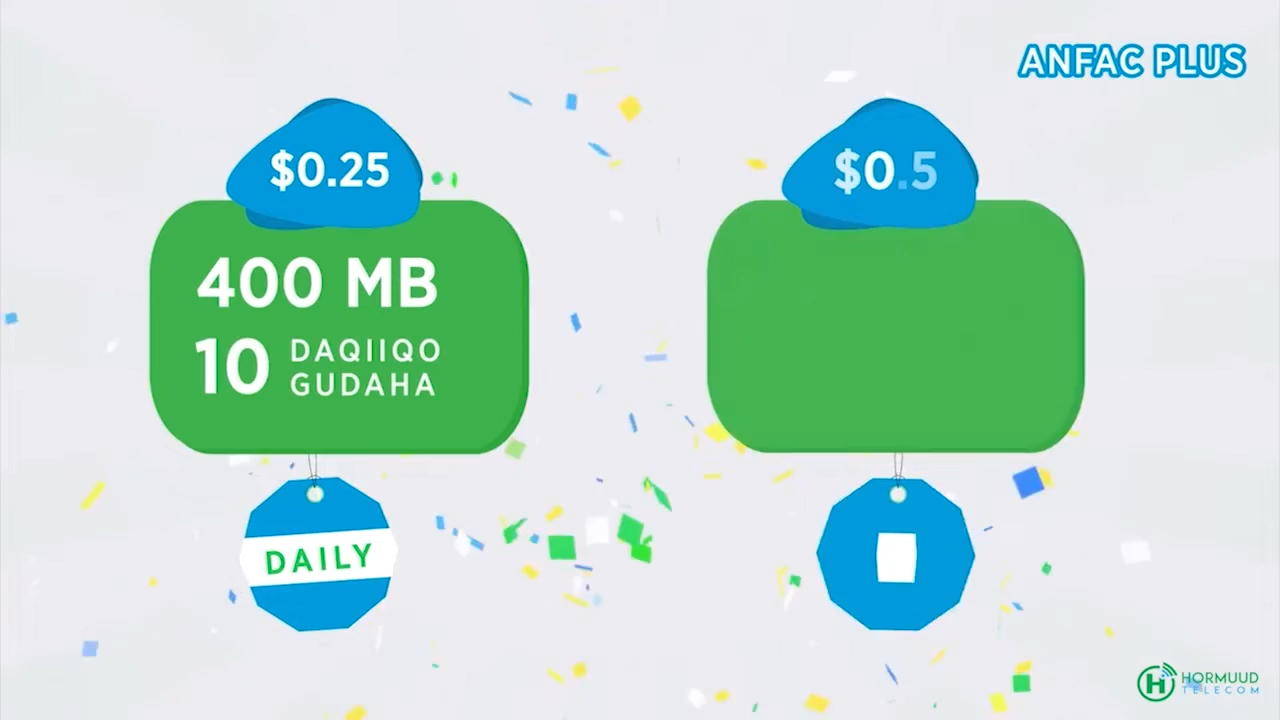 ANFAC PLUS
$0.25
400 MB
10 DAQIIQO
GUDAHA
DAILY
$0.5
HORMUUD
TELECOM